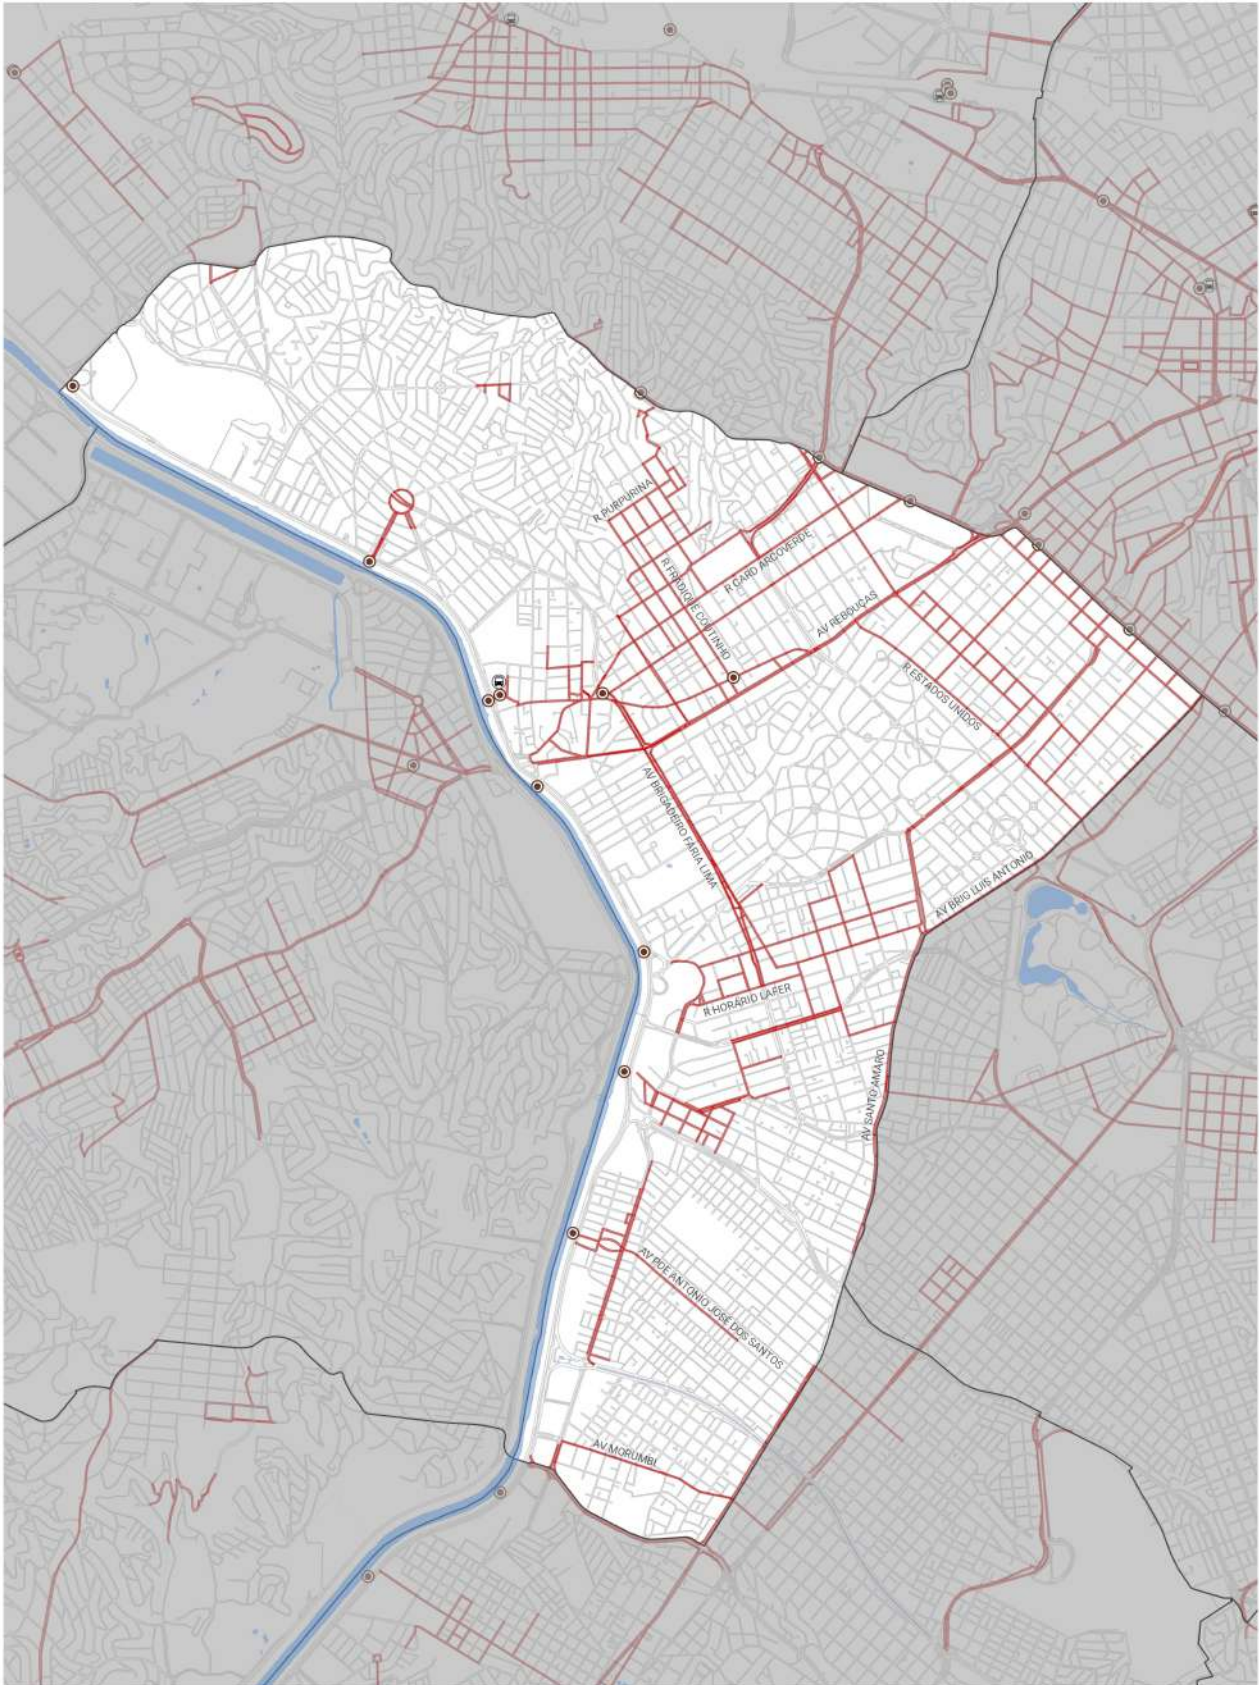 R PURPURINA
R CARD ARCOVERDE
R FRADIQUE COUTINHO
AV REBOUÇAS
R ESTADOS UNIDOS
AV BRIGADEIRO FARIA LIMA
AV BRIG LUIS ANTONIO
R HORÁRIO LAFER
AV SANTO AMARO
AV PDE ANTONIO JOSÉ DOS SANTOS
AV MORUMBI